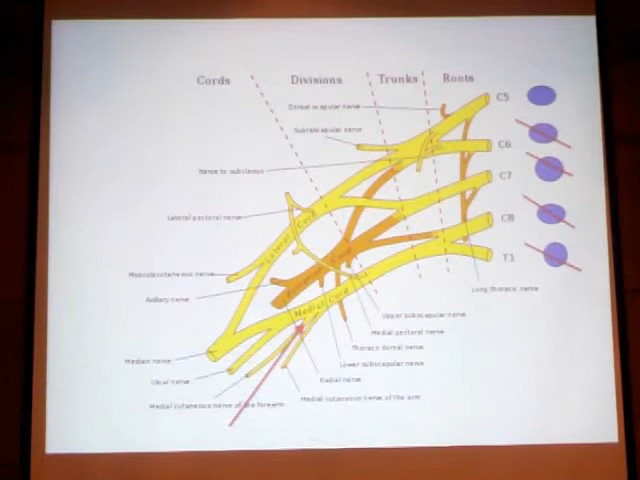 Cords
Divisions
Trunks
Roots
Dorsal scapular nerve
C5
Suprascapular nerve
C6
Nerve to subclavius
C7
Lateral pectoral nerve
Lateral Cord
C8
T1
Musculocutaneous nerve
Axillary nerve
Posterior Cord
Long thoracic nerve
Medial Cord
Upper subscapular nerve
Medial pectoral nerve
Thoraco dorsal nerve
Median nerve
Lower subscapular nerve
Ulnar nerve
Radial nerve
Medial cutaneous nerve of the forearm
Medial cutaneous nerve of the arm